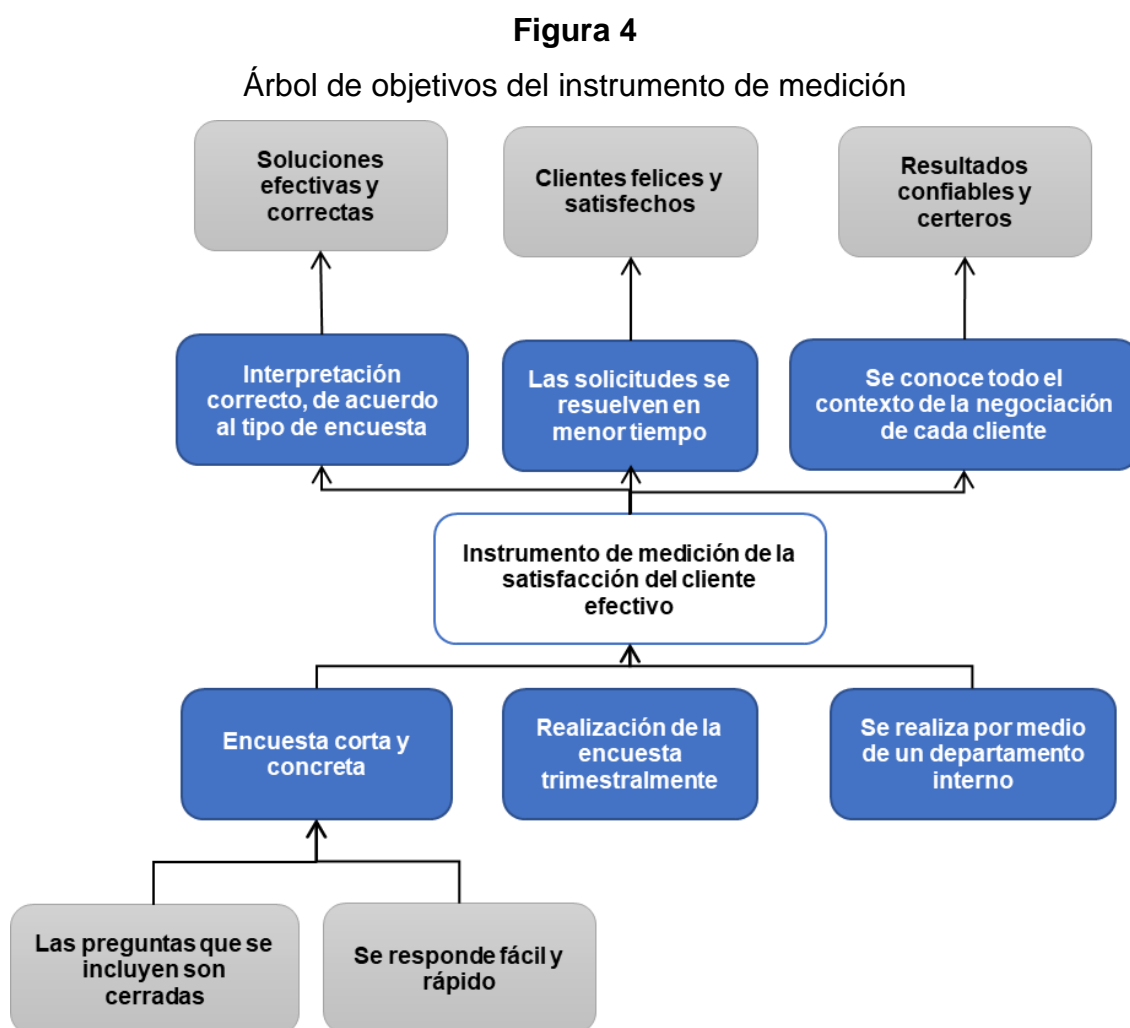 Figura 4
Árbol de objetivos del instrumento de medición
Soluciones
efectivas y
correctas
Clientes felices y
satisfechos
Resultados
confiables y
certeros
Interpretación
correcto, de acuerdo
al tipo de encuesta
Las solicitudes se
resuelven en
menor tiempo
Se conoce todo el
contexto de la negociación
de cada cliente
Instrumento de medición de la
satisfacción del cliente
efectivo
Encuesta corta y
concreta
Realización de la
encuesta
trimestralmente
Se realiza por medio
de un departamento
interno
Las preguntas que se
incluyen son
cerradas
Se responde fácil y
rápido